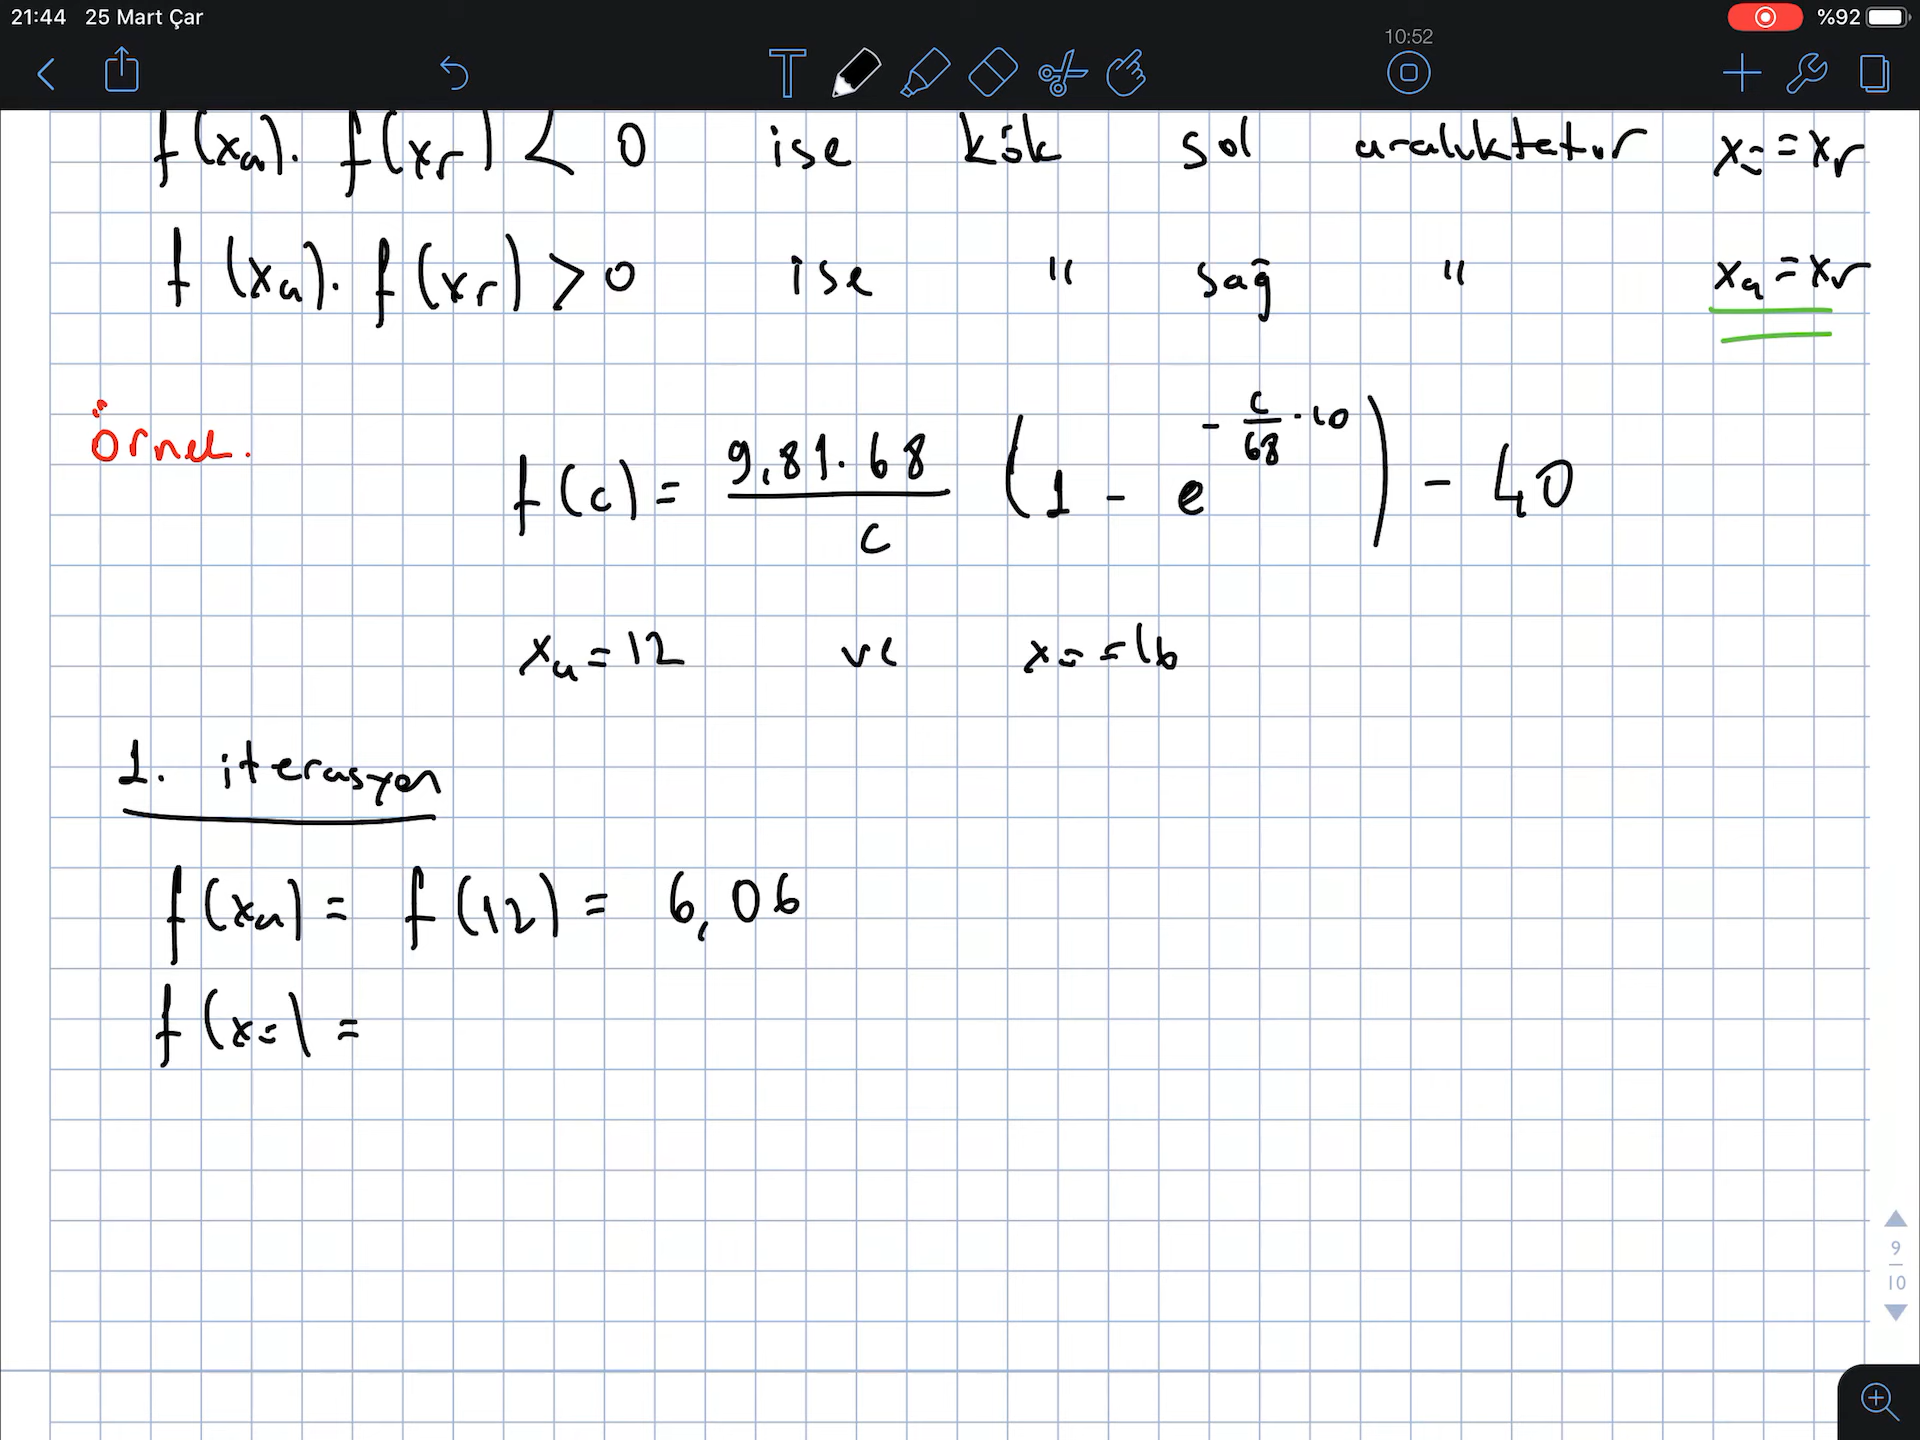 21:44 25 Mart Çar %92
10:52
f(xa). f(xr) < 0 ise kök sol aralıktadır xü = xr
f(xa). f(xr) > 0 ise " sağ " xa = xr
Örnek. f(c) = 9,81.68/c (1 - e^(-c/68 . 10)) - 40
xa = 12 ve xü = 16
1. iterasyon
f(xa) = f(12) = 6,06
f(xü) =
9
10